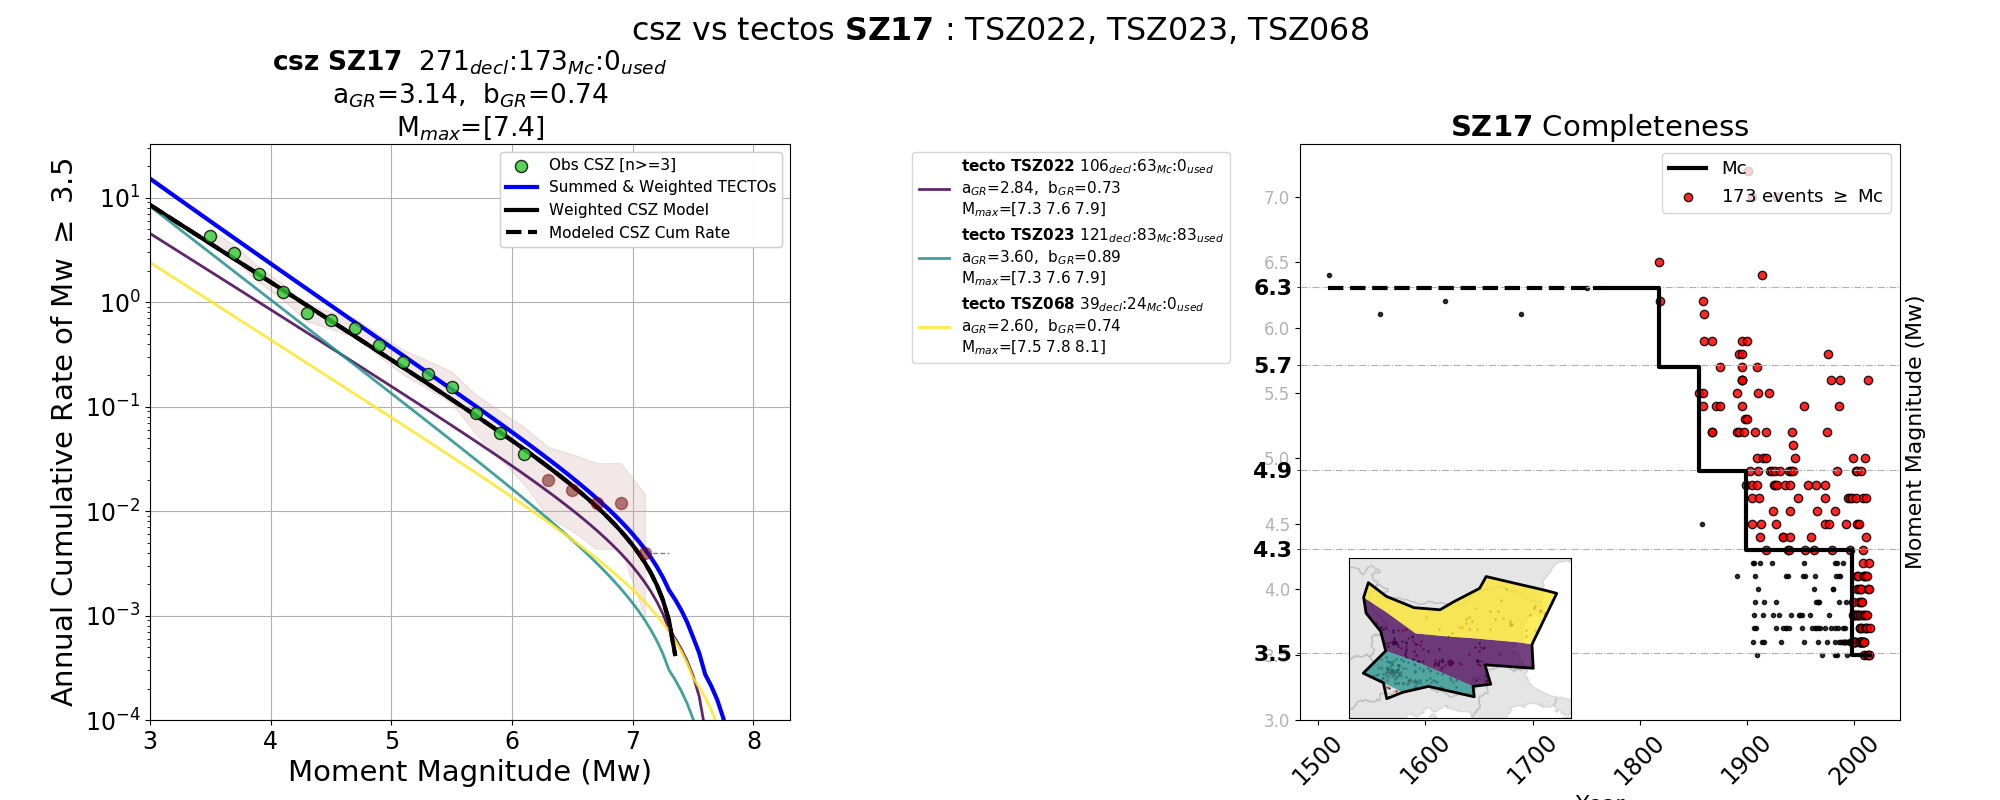 csz vs tectos SZ17 : TSZ022, TSZ023, TSZ068
csz SZ17 271decl:173Mc:0used
aGR=3.14, bGR=0.74
Mmax=[7.4]
Annual Cumulative Rate of Mw ≥ 3.5
10^1
10^0
10^−1
10^−2
10^−3
10^−4
3 4 5 6 7 8
Moment Magnitude (Mw)
Obs CSZ [n>=3]
Summed & Weighted TECTOs
Weighted CSZ Model
Modeled CSZ Cum Rate
tecto TSZ022 106decl:63Mc:0used
aGR=2.84, bGR=0.73
Mmax=[7.3 7.6 7.9]
tecto TSZ023 121decl:83Mc:83used
aGR=3.60, bGR=0.89
Mmax=[7.3 7.6 7.9]
tecto TSZ068 39decl:24Mc:0used
aGR=2.60, bGR=0.74
Mmax=[7.5 7.8 8.1]
SZ17 Completeness
Mc
173 events ≥ Mc
7.0
6.5
6.3
6.0
5.7
5.5
5.0
4.9
4.5
4.3
4.0
3.5
3.0
1500 1600 1700 1800 1900 2000
Moment Magnitude (Mw)